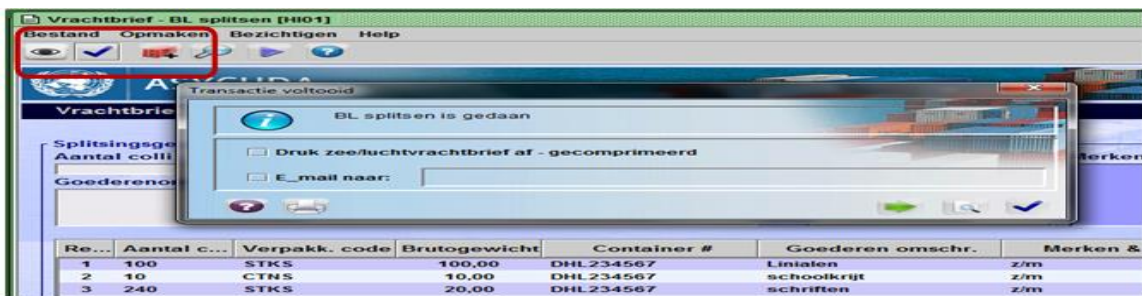 Vrachtbrief - BL splitsen [HI01]
Bestand Opmaken Bezichtigen Help
Transactie voltooid
Vrachtbrie
BL splitsen is gedaan
Splitsingsge
Aantal colli
Druk zee/luchtvrachtbrief af - gecomprimeerd
Merken
Goederenon
E_mail naar:
Re... Aantal c... Verpakk. code Brutogewicht Container # Goederen omschr. Merken &
1 100 STKS 100,00 DHL234567 Linialen z/m
2 10 CTNS 10,00 DHL234567 schoolkrijt z/m
3 240 STKS 20,00 DHL234567 schriften z/m